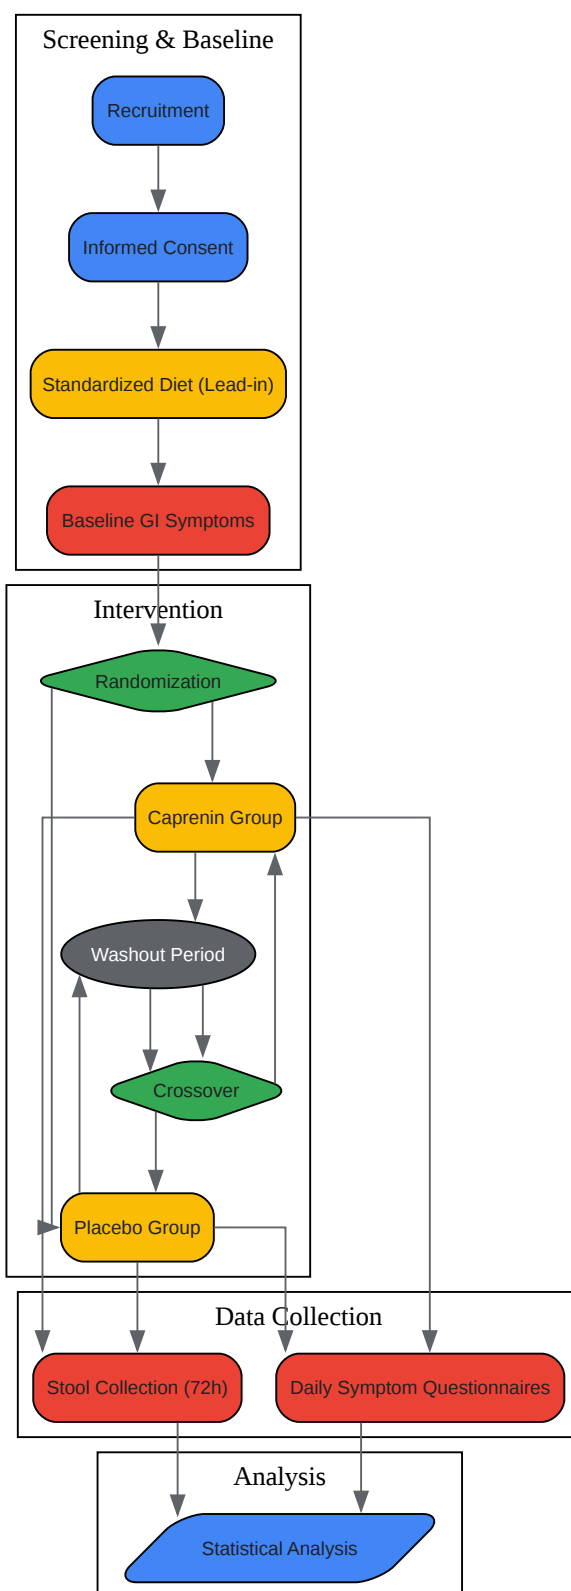 Screening & Baseline
Recruitment
Informed Consent
Standardized Diet (Lead-in)
Baseline GI Symptoms
Intervention
Randomization
Caprenin Group
Washout Period
Crossover
Placebo Group
Data Collection
Stool Collection (72h)
Daily Symptom Questionnaires
Analysis
Statistical Analysis